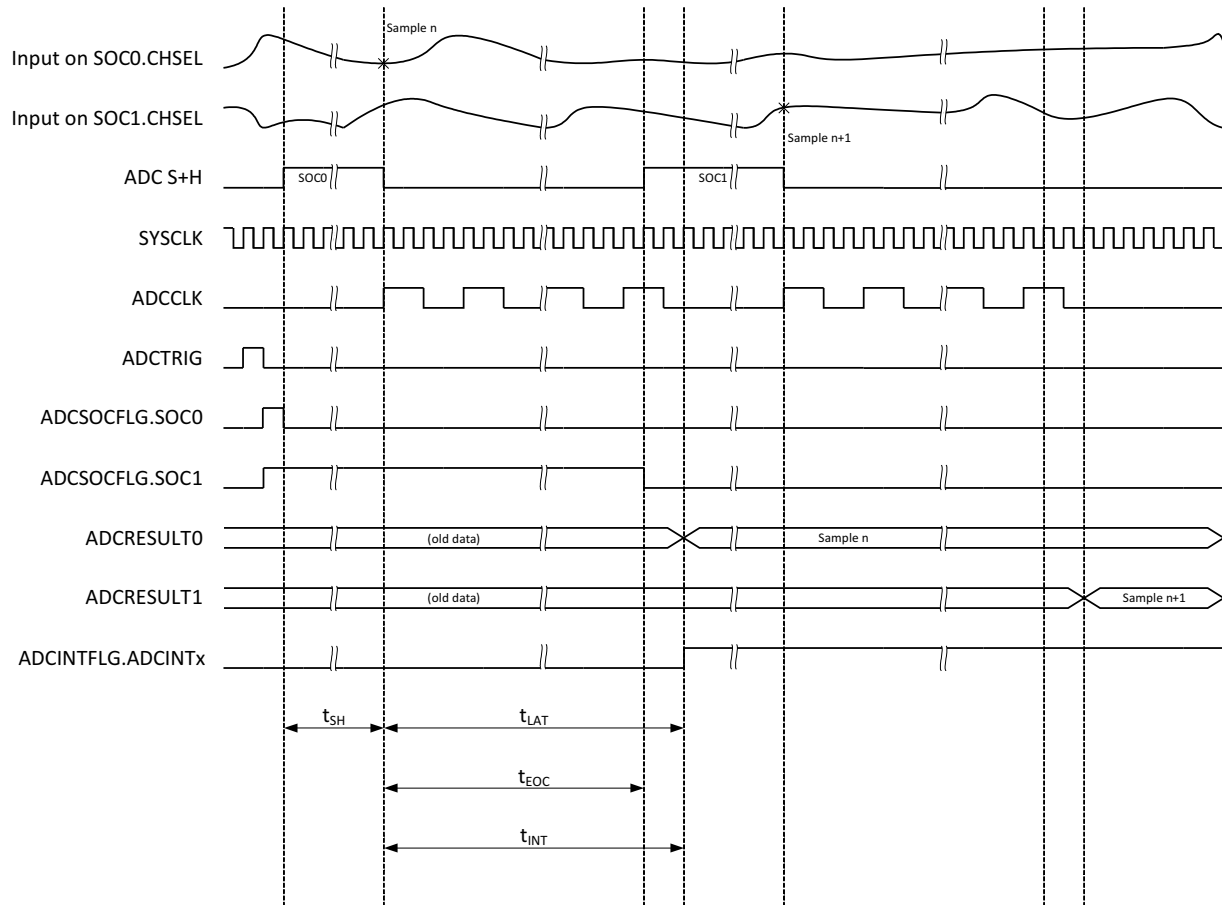 Sample n
Input on SOC0.CHSEL
Input on SOC1.CHSEL
Sample n+1
ADC S+H
SOC0
SOC1
SYSCLK
ADCCLK
ADCTRIG
ADCSOCFLG.SOC0
ADCSOCFLG.SOC1
ADCRESULT0
(old data)
Sample n
ADCRESULT1
(old data)
Sample n+1
ADCINTFLG.ADCINTx
tSH
tLAT
tEOC
tINT